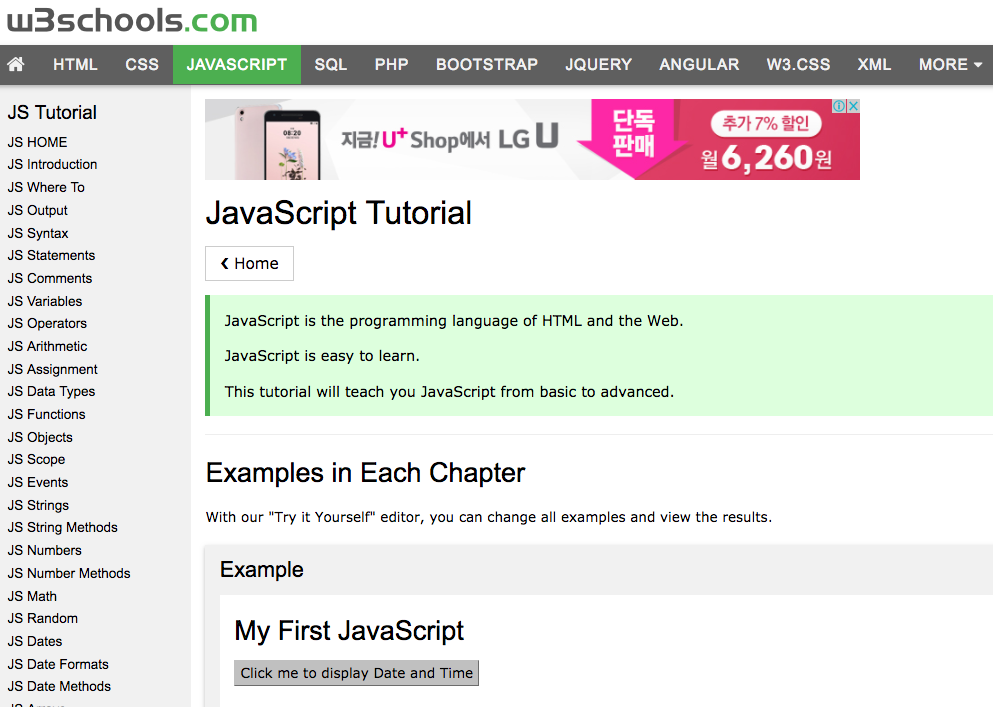 w3schools.com
HTML CSS JAVASCRIPT SQL PHP BOOTSTRAP JQUERY ANGULAR W3.CSS XML MORE
JS Tutorial
JS HOME
JS Introduction
JS Where To
JS Output
JS Syntax
JS Statements
JS Comments
JS Variables
JS Operators
JS Arithmetic
JS Assignment
JS Data Types
JS Functions
JS Objects
JS Scope
JS Events
JS Strings
JS String Methods
JS Numbers
JS Number Methods
JS Math
JS Random
JS Dates
JS Date Formats
JS Date Methods
08:20
지금! U+ Shop에서 LG U
단독
판매
추가 7% 할인
월 6,260원
JavaScript Tutorial
❮ Home
JavaScript is the programming language of HTML and the Web.
JavaScript is easy to learn.
This tutorial will teach you JavaScript from basic to advanced.
Examples in Each Chapter
With our "Try it Yourself" editor, you can change all examples and view the results.
Example
My First JavaScript
Click me to display Date and Time